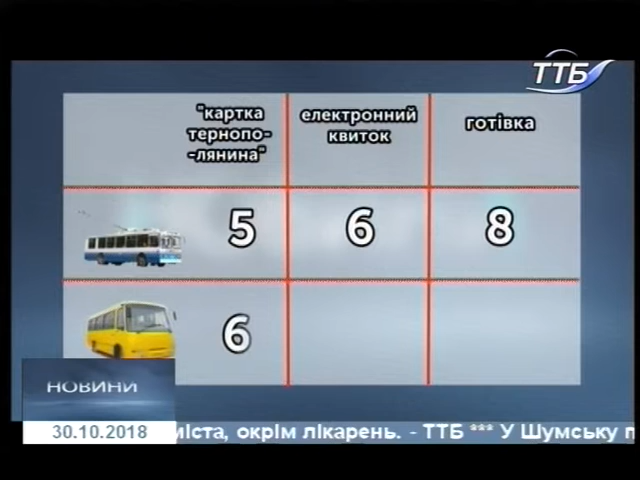 ТТБ
"картка
тернопо-
-лянина"
електронний
квиток
готівка
5
6
8
6
НОВИНИ
30.10.2018
міста, окрім лікарень. - ТТБ *** У Шумську п